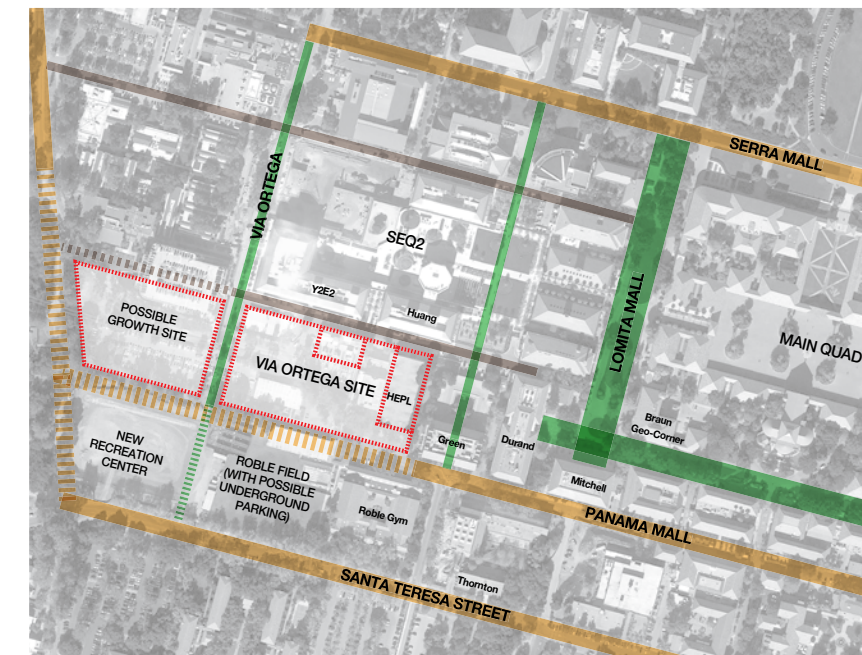 SERRA MALL
VIA ORTEGA
SEQ2
Y2E2
Huang
LOMITA MALL
MAIN QUAD
POSSIBLE
GROWTH SITE
VIA ORTEGA SITE
HEPL
NEW
RECREATION
CENTER
ROBLE FIELD
(WITH POSSIBLE
UNDERGROUND
PARKING)
Roble Gym
Green
Durand
Braun
Geo-Corner
Mitchell
PANAMA MALL
Thornton
SANTA TERESA STREET